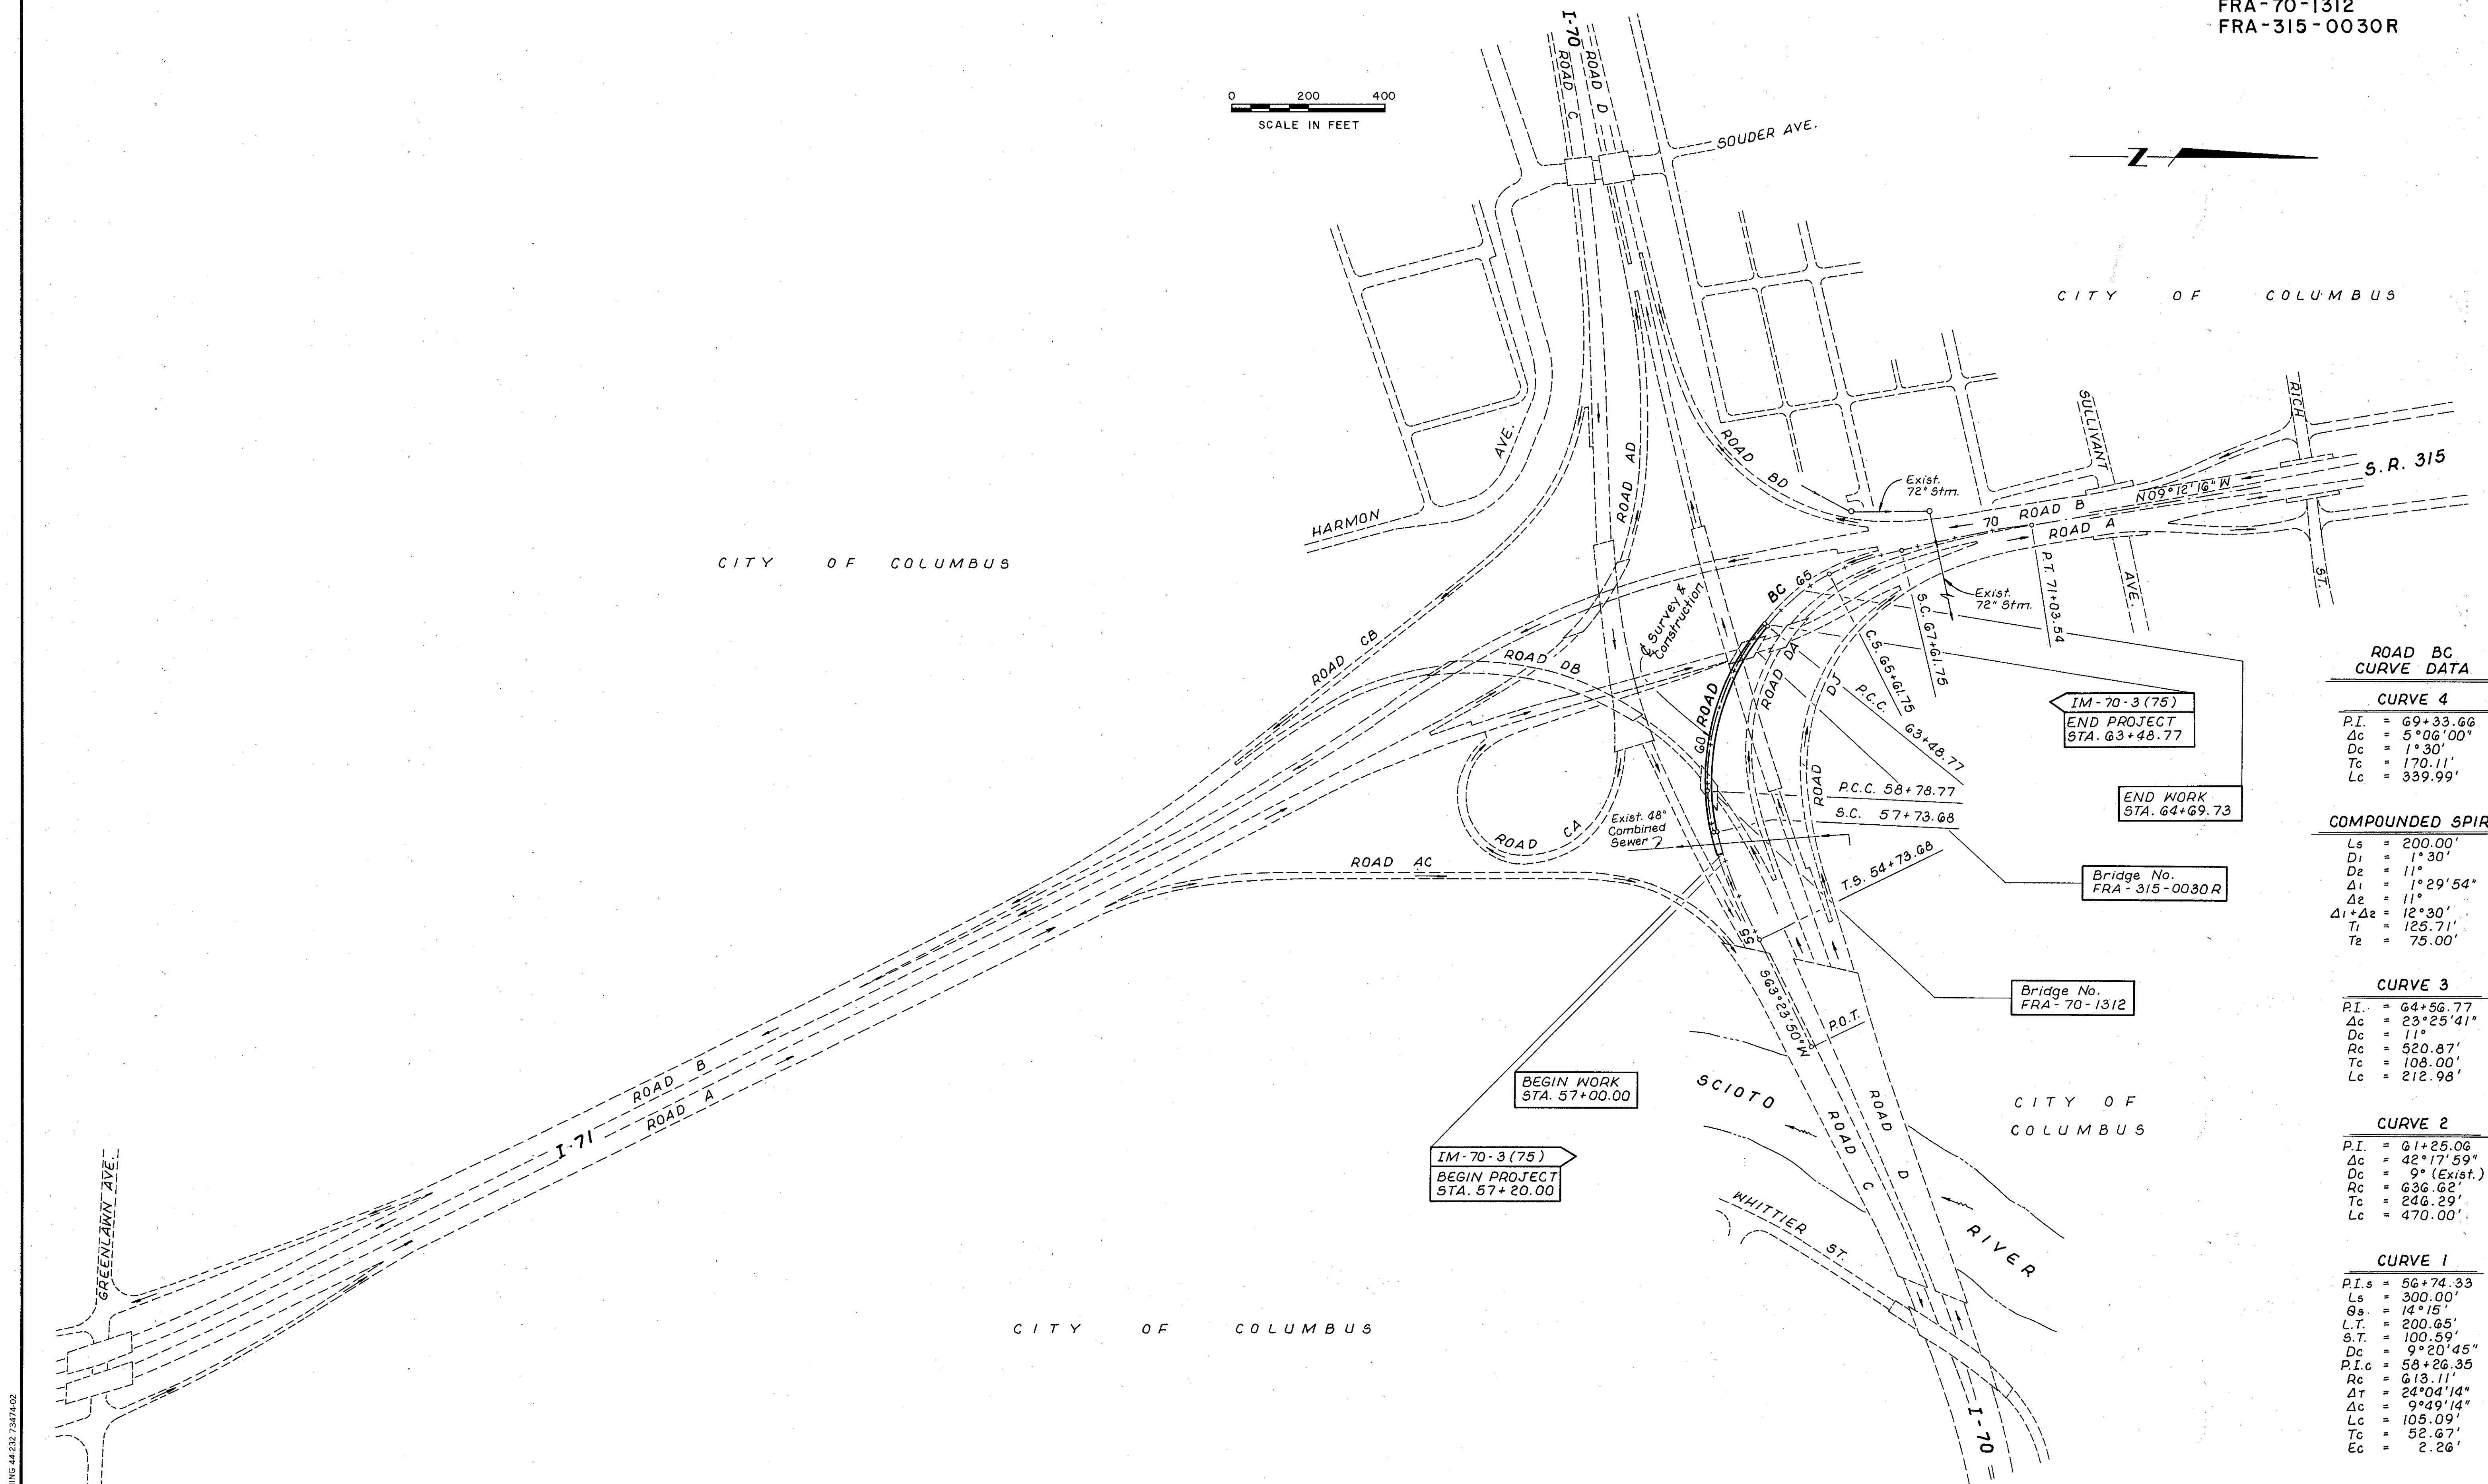 FRA-70-1312
FRA-315-0030R
I-70
ROAD C
ROAD D
0 200 400
SCALE IN FEET
SOUDER AVE.
Z
CITY OF COLUMBUS
CITY OF COLUMBUS
HARMON
AVE.
ROAD AD
ROAD BD
Exist.
72" Stm.
SULLIVANT
AVE.
RICH
ST.
S.R. 315
N09°12'16"W
70
ROAD B
ROAD A
P.T. 71+03.54
Exist.
72" Stm.
S.C. 67+61.75
C.S. 65+61.75
P.C.C. 63+48.77
BC 65
60 ROAD
℄ Survey &
Construction
ROAD DA
ROAD DJ
ROAD CB
ROAD DB
ROAD CA
ROAD AC
Exist. 48"
Combined
Sewer
P.C.C. 58+78.77
S.C. 57+73.68
T.S. 54+73.68
55
S63°23'50"W
P.O.T.
IM-70-3(75)
END PROJECT
STA. 63+48.77
END WORK
STA. 64+69.73
Bridge No.
FRA-315-0030R
Bridge No.
FRA-70-1312
BEGIN WORK
STA. 57+00.00
IM-70-3(75)
BEGIN PROJECT
STA. 57+20.00
SCIOTO
RIVER
ROAD C
ROAD D
WHITTIER ST.
CITY OF
COLUMBUS
I-70
ROAD B
I-71
ROAD A
GREENLAWN AVE.
CITY OF COLUMBUS
ROAD BC
CURVE DATA
CURVE 4
P.I. = 69+33.66
Δc = 5°06'00"
Dc = 1°30'
Tc = 170.11'
Lc = 339.99'
COMPOUNDED SPIR
Ls = 200.00'
D1 = 1°30'
D2 = 11°
Δ1 = 1°29'54"
Δ2 = 11°
Δ1+Δ2 = 12°30'
T1 = 125.71'
T2 = 75.00'
CURVE 3
P.I. = 64+56.77
Δc = 23°25'41"
Dc = 11°
Rc = 520.87'
Tc = 108.00'
Lc = 212.98'
CURVE 2
P.I. = 61+25.06
Δc = 42°17'59"
Dc = 9° (Exist.)
Rc = 636.62'
Tc = 246.29'
Lc = 470.00'
CURVE 1
P.I.s = 56+74.33
Ls = 300.00'
θs = 14°15'
L.T. = 200.65'
S.T. = 100.59'
Dc = 9°20'45"
P.I.c = 58+26.35
Rc = 613.11'
ΔT = 24°04'14"
Δc = 9°49'14"
Lc = 105.09'
Tc = 52.67'
Ec = 2.26'
ING 44-232 73474-02